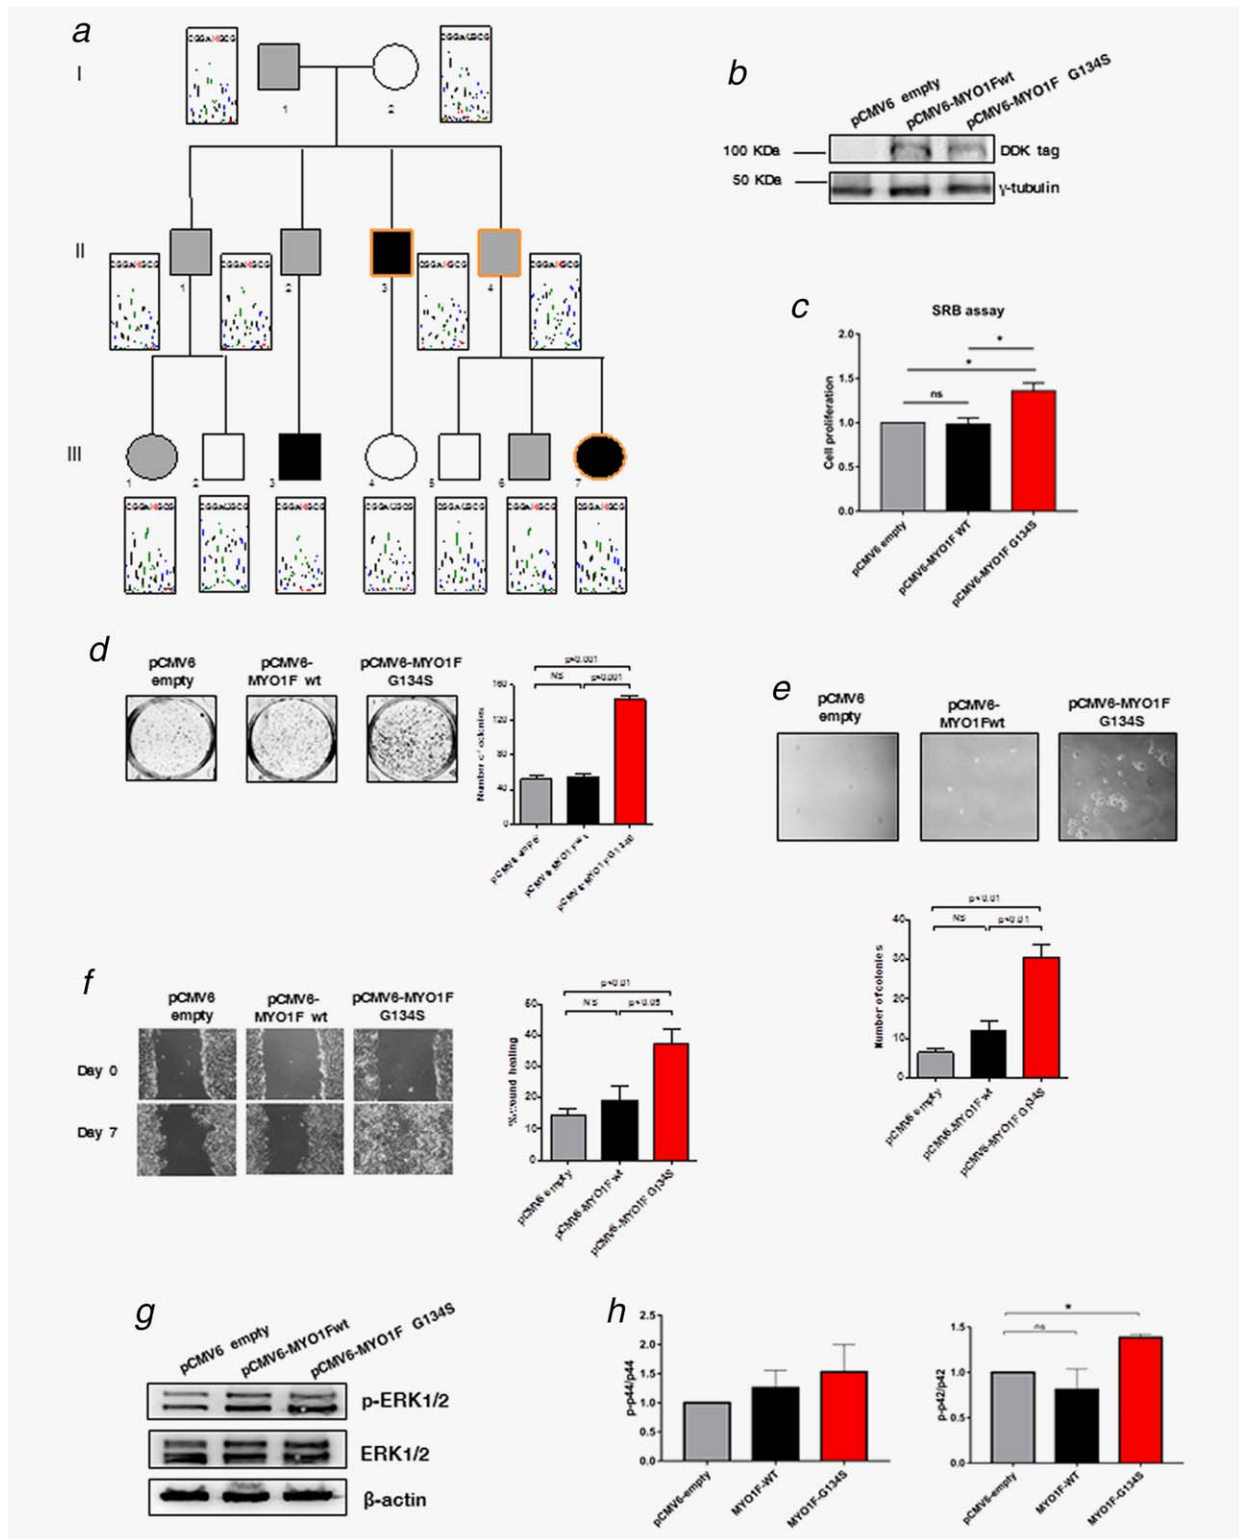 a
I
1
2
II
1
2
3
4
III
1
2
3
4
5
6
7
b
pCMV6 empty
pCMV6-MYO1Fwt
pCMV6-MYO1F G134S
100 KDa
DDK tag
50 KDa
γ-tubulin
c
SRB assay
Cell proliferation
2.0
1.5
1.0
0.5
0.0
*
*
ns
pCMV6 empty
pCMV6-MYO1F WT
pCMV6-MYO1F G134S
d
pCMV6
empty
pCMV6-
MYO1F wt
pCMV6-MYO1F
G134S
Number of colonies
160
120
80
40
0
p<0.001
NS
p<0.001
e
pCMV6
empty
pCMV6-
MYO1Fwt
pCMV6-MYO1F
G134S
Number of colonies
40
30
20
10
0
p<0.01
NS
p<0.01
pCMV6 empty
pCMV6-MYO1F wt
pCMV6-MYO1F G134S
f
pCMV6
empty
pCMV6-
MYO1F wt
pCMV6-MYO1F
G134S
Day 0
Day 7
%wound healing
50
40
30
20
10
0
p<0.01
NS
p<0.05
pCMV6 empty
pCMV6-MYO1F wt
pCMV6-MYO1F G134S
g
pCMV6 empty
pCMV6-MYO1Fwt
pCMV6-MYO1F G134S
p-ERK1/2
ERK1/2
β-actin
h
p-p44/p44
2.5
2.0
1.5
1.0
0.5
0.0
pCMV6-empty
MYO1F-WT
MYO1F-G134S
p-p42/p42
1.5
1.0
0.5
0.0
*
ns
pCMV6-empty
MYO1F-WT
MYO1F-G134S